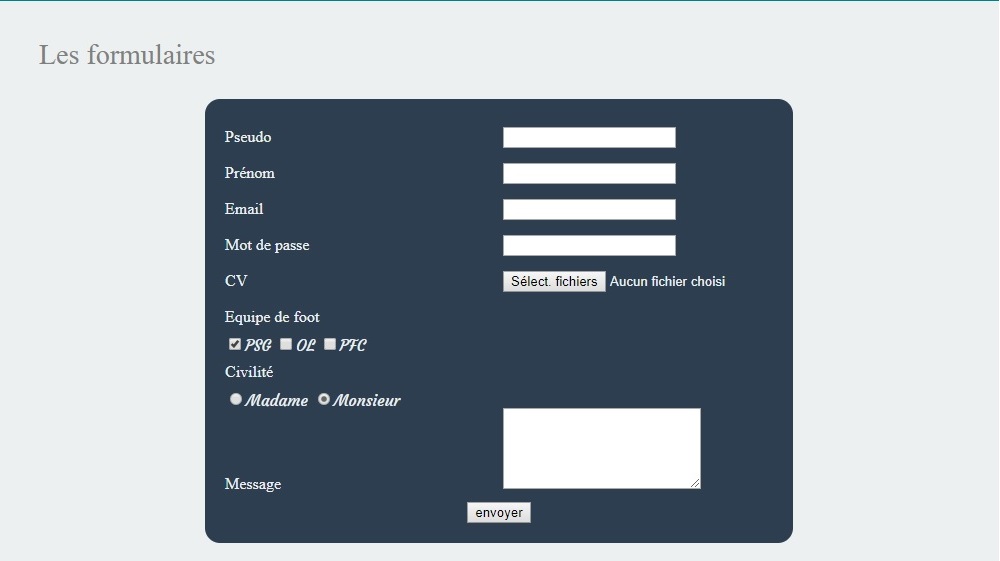 Les formulaires
Pseudo
Prénom
Email
Mot de passe
CV Sélect. fichiers Aucun fichier choisi
Equipe de foot
PSG OL PFC
Civilité
Madame Monsieur
Message
envoyer